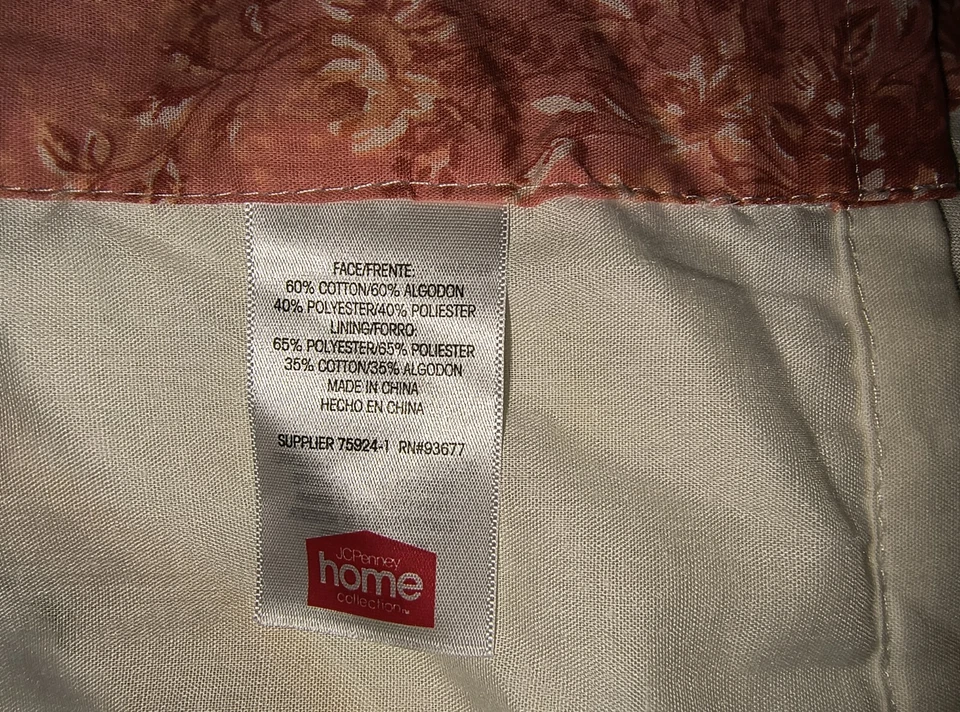 FACE/FRENTE:
60% COTTON/60% ALGODON
40% POLYESTER/40% POLIESTER
LINING/FORRO:
65% POLYESTER/65% POLIESTER
35% COTTON/35% ALGODON
MADE IN CHINA
HECHO EN CHINA
SUPPLIER 75924-1 RN#93677
JCPenney
home
collection™